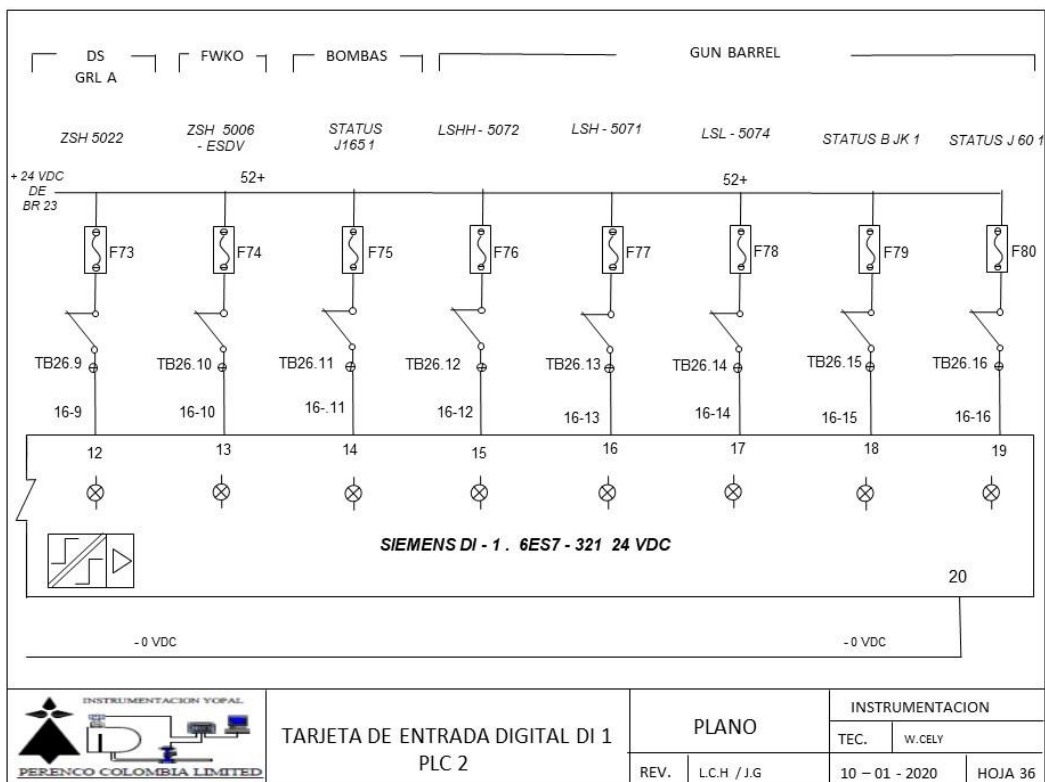 DS
GRL A
FWKO
BOMBAS
GUN BARREL
ZSH 5022
ZSH 5006
- ESDV
STATUS
J165 1
LSHH - 5072
LSH - 5071
LSL - 5074
STATUS B JK 1
STATUS J 60 1
+ 24 VDC
DE
BR 23
52+
52+
F73
F74
F75
F76
F77
F78
F79
F80
TB26.9
TB26.10
TB26.11
TB26.12
TB26.13
TB26.14
TB26.15
TB26.16
16-9
16-10
16-.11
16-12
16-13
16-14
16-15
16-16
12
13
14
15
16
17
18
19
SIEMENS DI - 1 . 6ES7 - 321 24 VDC
20
- 0 VDC
- 0 VDC
INSTRUMENTACION YOPAL
PERENCO COLOMBIA LIMITED
TARJETA DE ENTRADA DIGITAL DI 1
PLC 2
PLANO
REV.
L.C.H / J.G
INSTRUMENTACION
TEC.
W.CELY
10 – 01 - 2020
HOJA 36